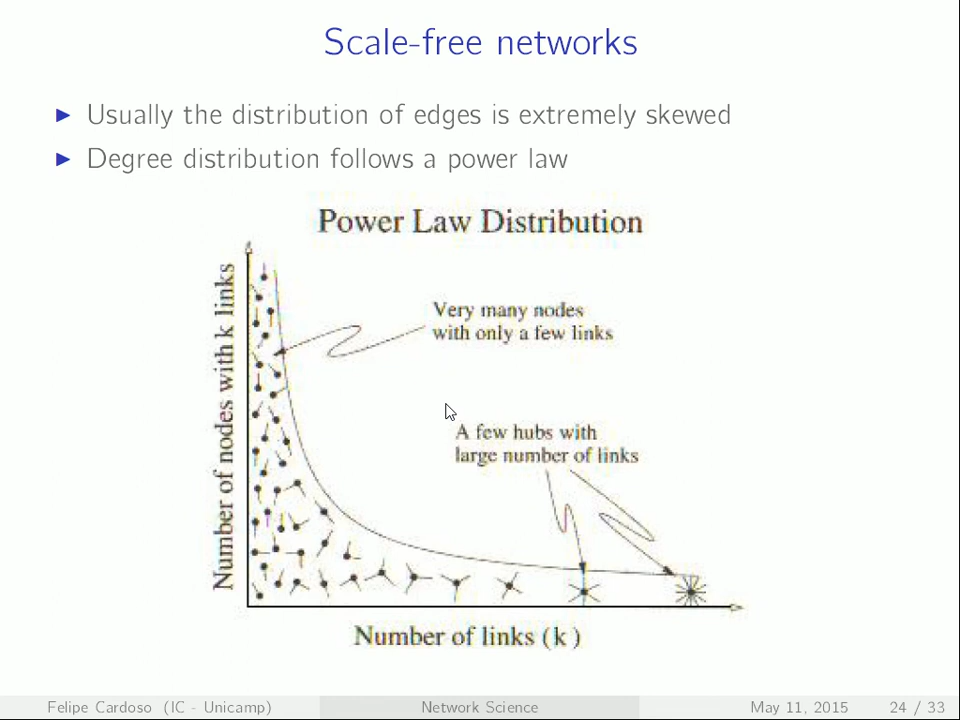 Scale-free networks
Usually the distribution of edges is extremely skewed
Degree distribution follows a power law
Power Law Distribution
Number of nodes with k links
Very many nodes
with only a few links
A few hubs with
large number of links
Number of links (k)
Felipe Cardoso (IC - Unicamp) Network Science May 11, 2015 24 / 33